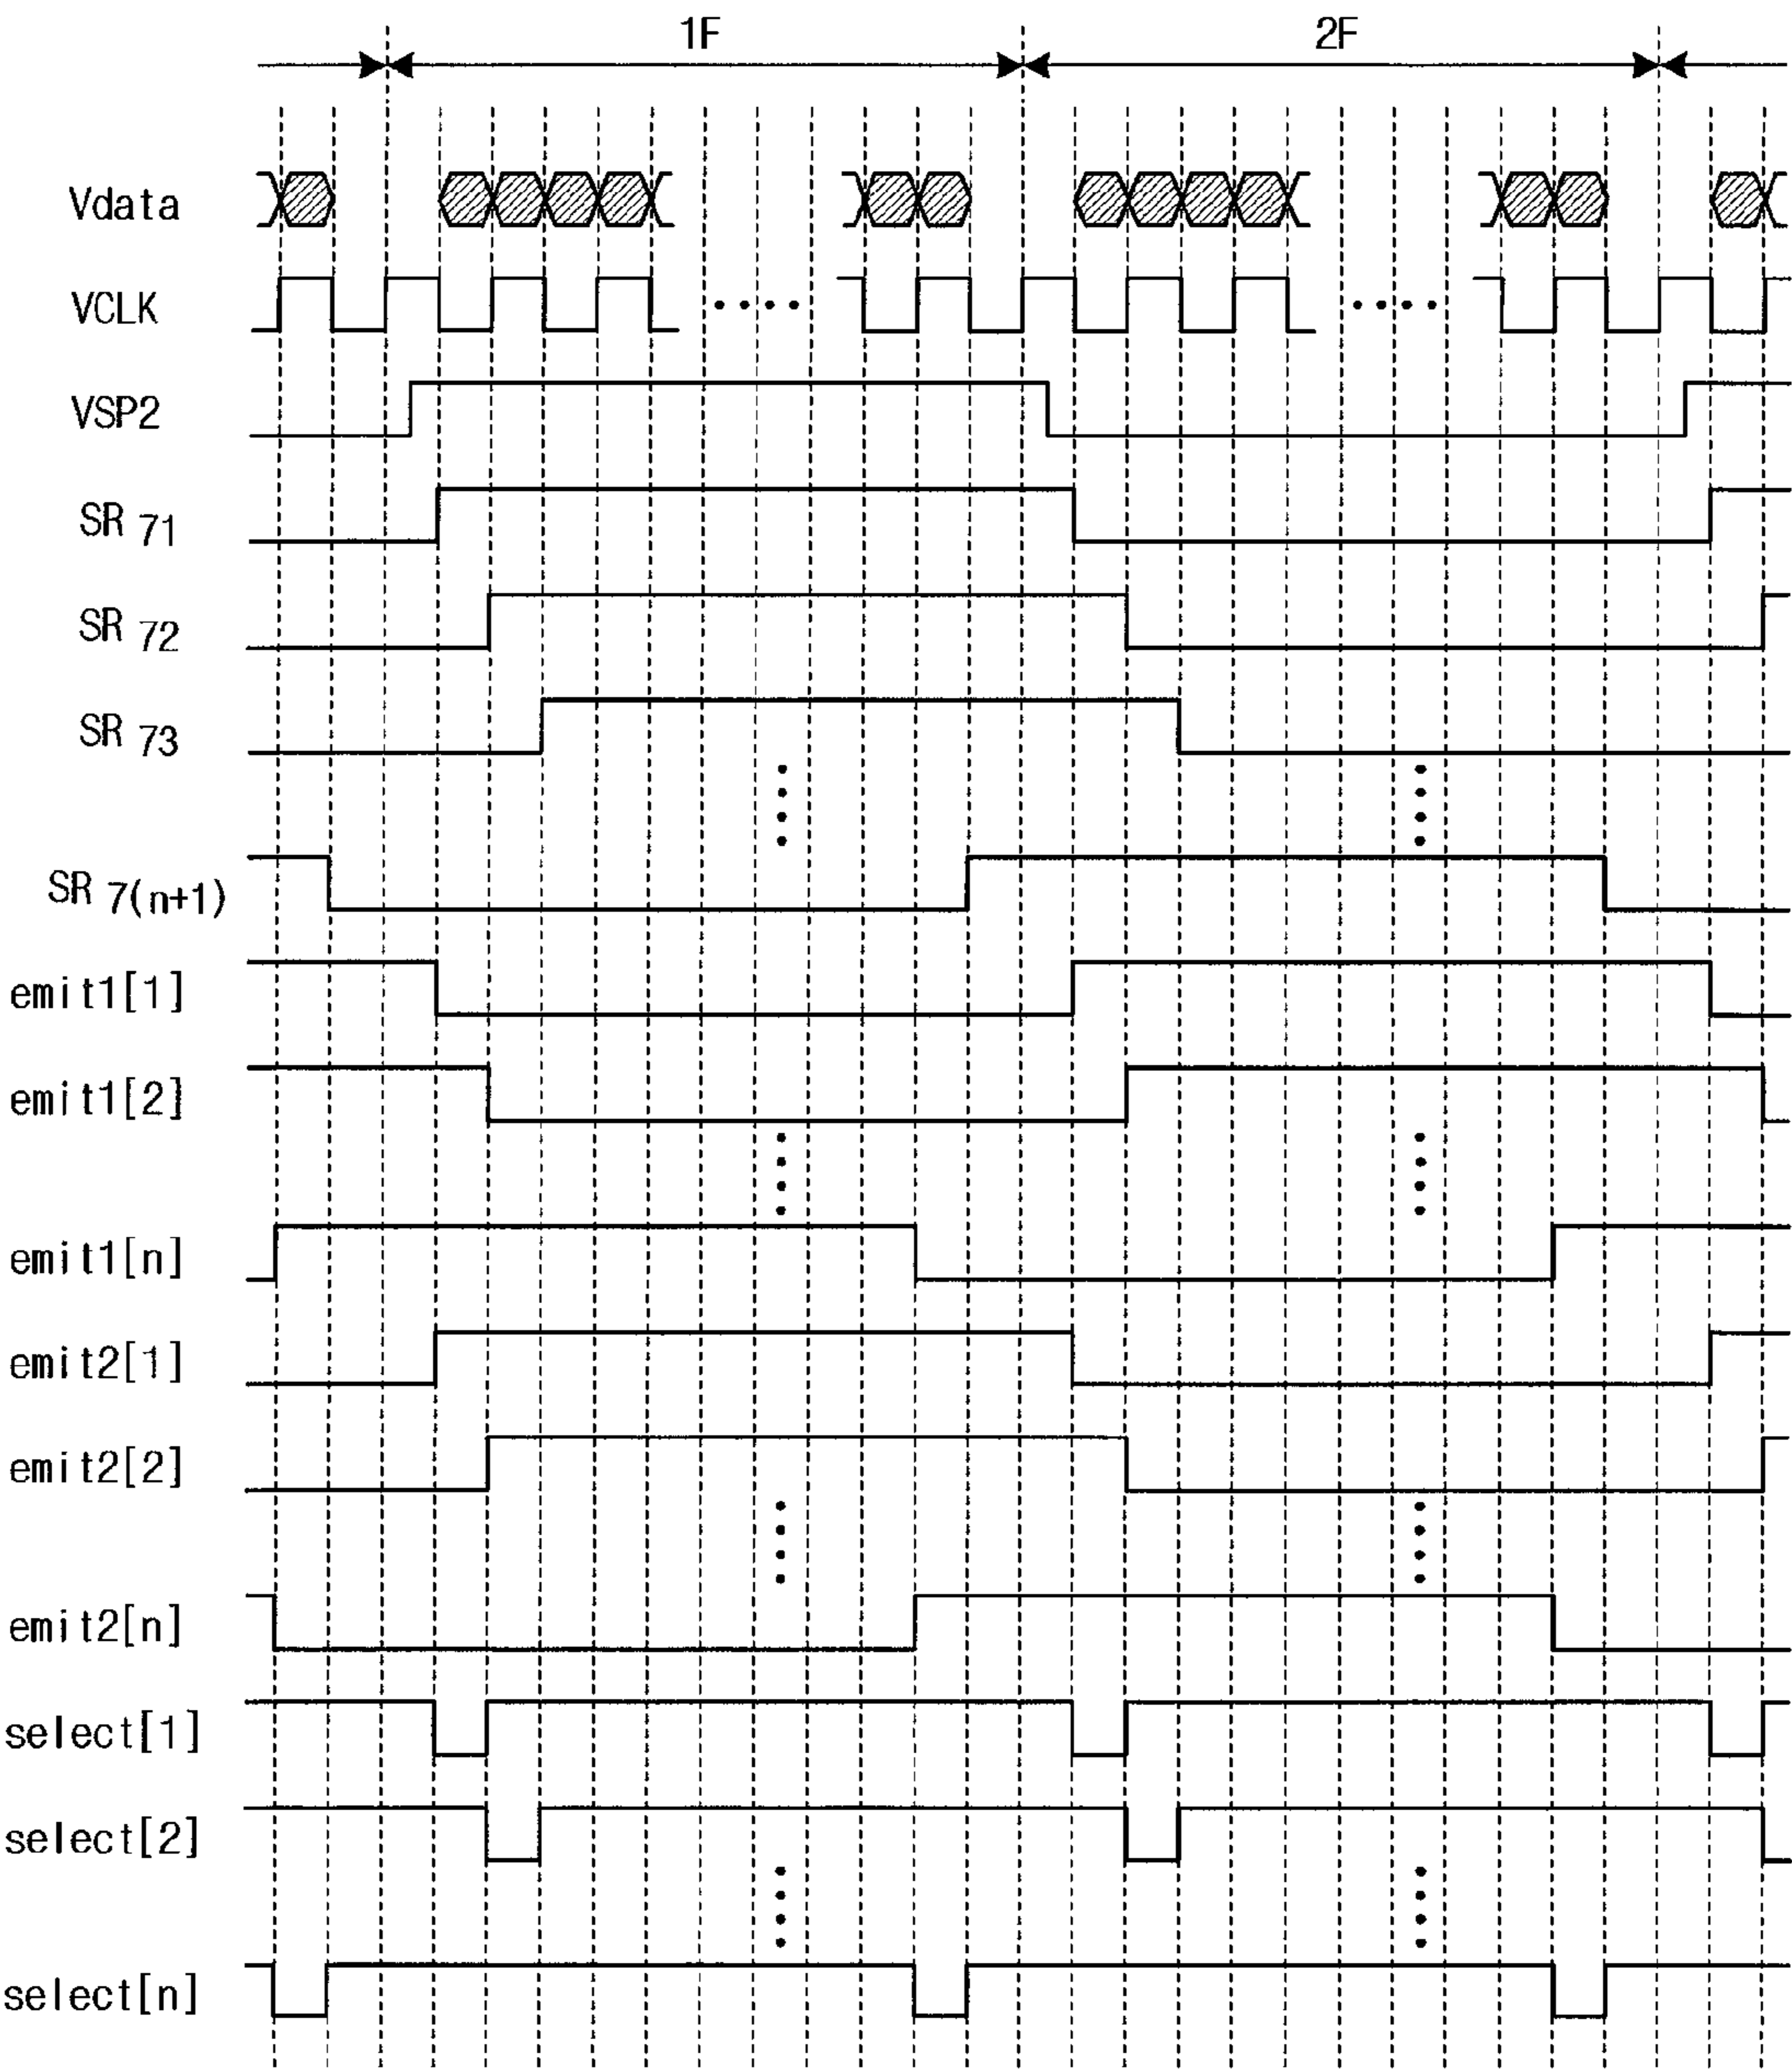 1F 2F
Vdata
VCLK
VSP2
SR 71
SR 72
SR 73
SR 7(n+1)
emit1[1]
emit1[2]
emit1[n]
emit2[1]
emit2[2]
emit2[n]
select[1]
select[2]
select[n]